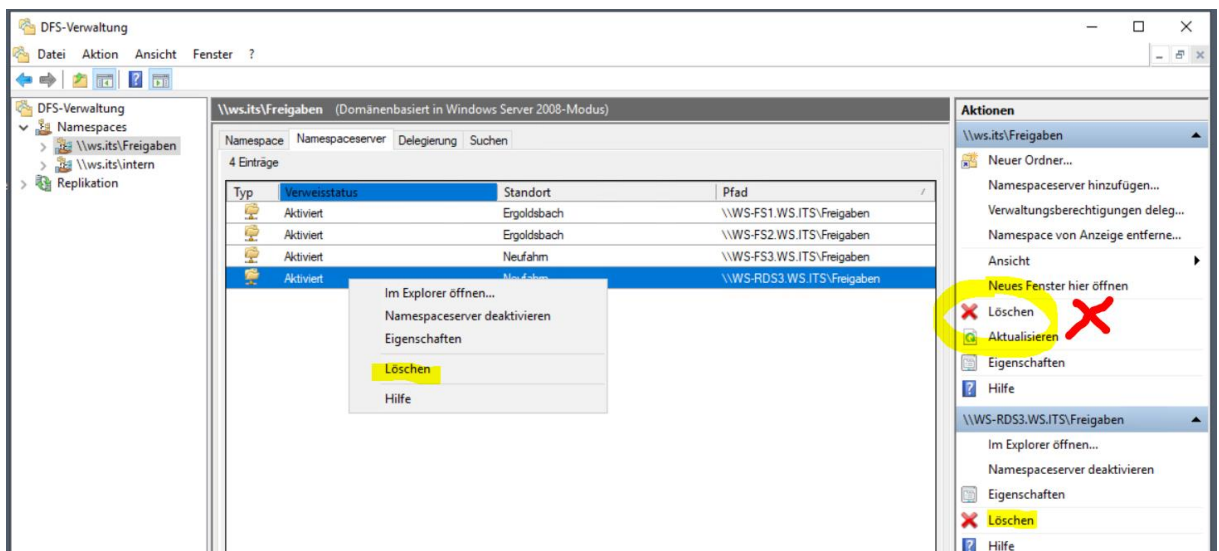 DFS-Verwaltung
Datei Aktion Ansicht Fenster ?
DFS-Verwaltung
Namespaces
\\ws.its\Freigaben
\\ws.its\intern
Replikation
\\ws.its\Freigaben (Domänenbasiert in Windows Server 2008-Modus)
Namespace Namespaceserver Delegierung Suchen
4 Einträge
Typ Verweisstatus Standort Pfad
Aktiviert Ergoldsbach \\WS-FS1.WS.ITS\Freigaben
Aktiviert Ergoldsbach \\WS-FS2.WS.ITS\Freigaben
Aktiviert Neufahrn \\WS-FS3.WS.ITS\Freigaben
Aktiviert Neufahrn \\WS-RDS3.WS.ITS\Freigaben
Im Explorer öffnen...
Namespaceserver deaktivieren
Eigenschaften
Löschen
Hilfe
Aktionen
\\ws.its\Freigaben
Neuer Ordner...
Namespaceserver hinzufügen...
Verwaltungsberechtigungen deleg...
Namespace von Anzeige entferne...
Ansicht
Neues Fenster hier öffnen
Löschen
Aktualisieren
Eigenschaften
Hilfe
\\WS-RDS3.WS.ITS\Freigaben
Im Explorer öffnen...
Namespaceserver deaktivieren
Eigenschaften
Löschen
Hilfe